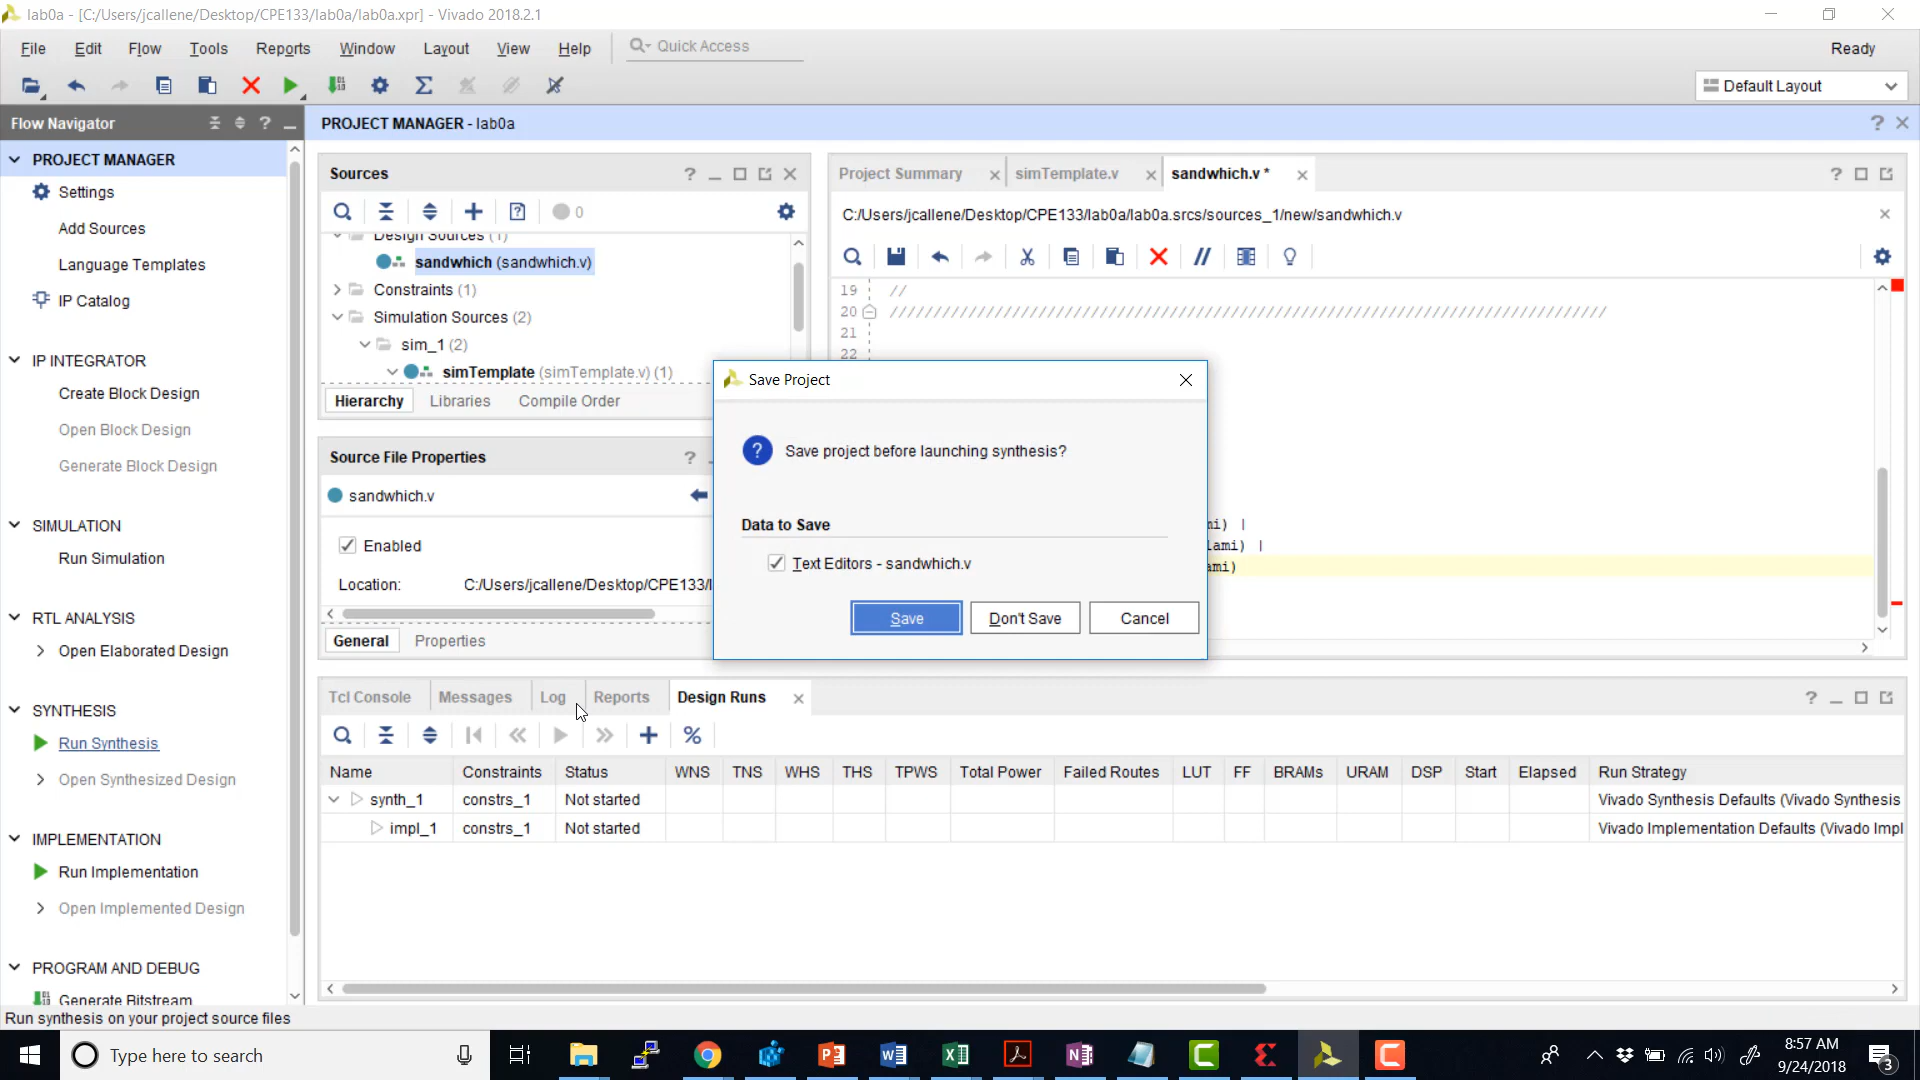 lab0a - [C:/Users/jcallene/Desktop/CPE133/lab0a/lab0a.xpr] - Vivado 2018.2.1
File Edit Flow Tools Reports Window Layout View Help Quick Access Ready
Default Layout
Flow Navigator
PROJECT MANAGER - lab0a
PROJECT MANAGER
Settings
Add Sources
Language Templates
IP Catalog
IP INTEGRATOR
Create Block Design
Open Block Design
Generate Block Design
SIMULATION
Run Simulation
RTL ANALYSIS
Open Elaborated Design
SYNTHESIS
Run Synthesis
Open Synthesized Design
IMPLEMENTATION
Run Implementation
Open Implemented Design
PROGRAM AND DEBUG
Generate Bitstream
Sources
0
Design Sources (1)
sandwhich (sandwhich.v)
Constraints (1)
Simulation Sources (2)
sim_1 (2)
simTemplate (simTemplate.v) (1)
Hierarchy Libraries Compile Order
Source File Properties
sandwhich.v
Enabled
Location: C:/Users/jcallene/Desktop/CPE133/l
General Properties
Project Summary simTemplate.v sandwhich.v *
C:/Users/jcallene/Desktop/CPE133/lab0a/lab0a.srcs/sources_1/new/sandwhich.v
19 //
20 //////////////////////////////////////////////////////////////////////////////////
21
22
mi) |
lami) |
ami)
Save Project
Save project before launching synthesis?
Data to Save
Text Editors - sandwhich.v
Save Don't Save Cancel
Tcl Console Messages Log Reports Design Runs
Name Constraints Status WNS TNS WHS THS TPWS Total Power Failed Routes LUT FF BRAMs URAM DSP Start Elapsed Run Strategy
synth_1 constrs_1 Not started Vivado Synthesis Defaults (Vivado Synthesis
impl_1 constrs_1 Not started Vivado Implementation Defaults (Vivado Impl
Run synthesis on your project source files
Type here to search
8:57 AM
9/24/2018
3